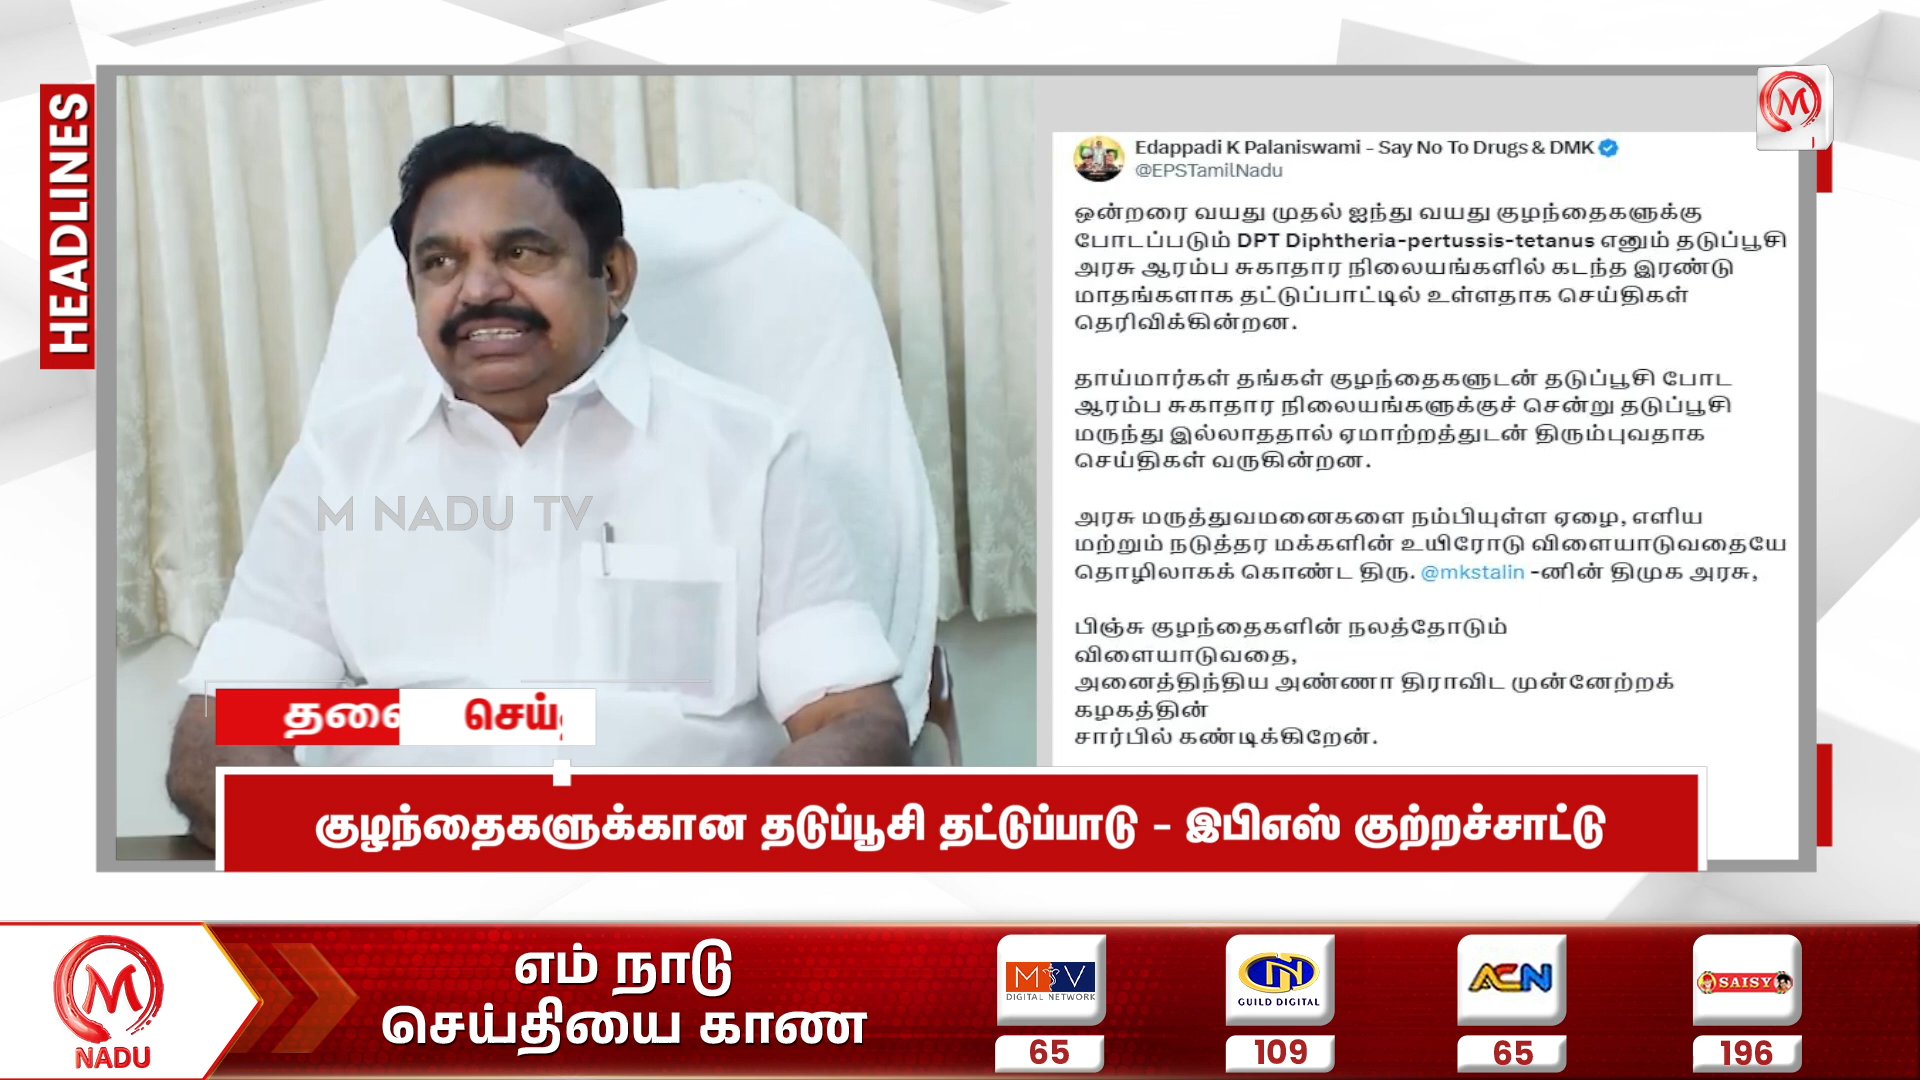 HEADLINES
Edappadi K Palaniswami - Say No To Drugs & DMK
@EPSTamilNadu
ஒன்றரை வயது முதல் ஐந்து வயது குழந்தைகளுக்கு
போடப்படும் DPT Diphtheria-pertussis-tetanus எனும் தடுப்பூசி
அரசு ஆரம்ப சுகாதார நிலையங்களில் கடந்த இரண்டு
மாதங்களாக தட்டுப்பாட்டில் உள்ளதாக செய்திகள்
தெரிவிக்கின்றன.
தாய்மார்கள் தங்கள் குழந்தைகளுடன் தடுப்பூசி போட
ஆரம்ப சுகாதார நிலையங்களுக்குச் சென்று தடுப்பூசி
மருந்து இல்லாததால் ஏமாற்றத்துடன் திரும்புவதாக
செய்திகள் வருகின்றன.
அரசு மருத்துவமனைகளை நம்பியுள்ள ஏழை, எளிய
மற்றும் நடுத்தர மக்களின் உயிரோடு விளையாடுவதையே
தொழிலாகக் கொண்ட திரு. @mkstalin -னின் திமுக அரசு,
பிஞ்சு குழந்தைகளின் நலத்தோடும்
விளையாடுவதை,
அனைத்திந்திய அண்ணா திராவிட முன்னேற்றக்
கழகத்தின்
சார்பில் கண்டிக்கிறேன்.
M NADU TV
குழந்தைகளுக்கான தடுப்பூசி தட்டுப்பாடு - இபிஎஸ் குற்றச்சாட்டு
M
NADU
எம் நாடு
செய்தியை காண
MSV
DIGITAL NETWORK
65
GUILD DIGITAL
109
ACN
65
SAISY
196